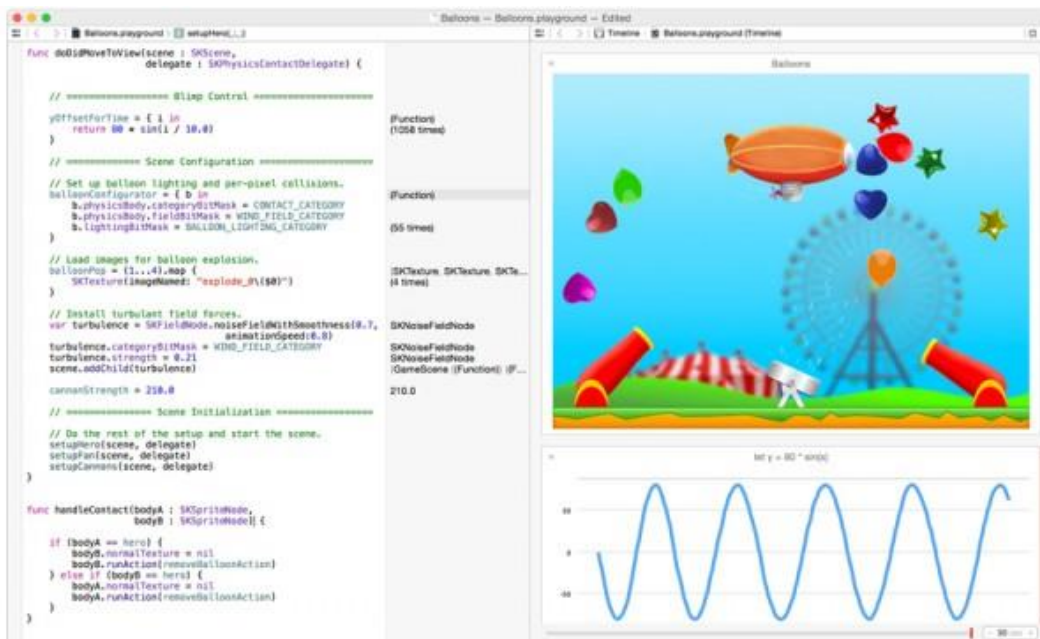 Balloons — Balloons.playground — Edited
Balloons.playground › setupHero(_:_:)
Timeline › Balloons.playground (Timeline)
func doDidMoveToView(scene : SKScene,
delegate : SKPhysicsContactDelegate) {
// ================== Blimp Control =====================
yOffsetForTime = { i in
return 80 * sin(i / 10.0)
}
// ============= Scene Configuration ====================
// Set up balloon lighting and per-pixel collisions.
balloonConfigurator = { b in
b.physicsBody.categoryBitMask = CONTACT_CATEGORY
b.physicsBody.fieldBitMask = WIND_FIELD_CATEGORY
b.lightingBitMask = BALLOON_LIGHTING_CATEGORY
}
// Load images for balloon explosion.
balloonPop = (1...4).map {
SKTexture(imageNamed: "explode_0\($0)")
}
// Install turbulent field forces.
var turbulence = SKFieldNode.noiseFieldWithSmoothness(0.7,
animationSpeed:0.8)
turbulence.categoryBitMask = WIND_FIELD_CATEGORY
turbulence.strength = 0.21
scene.addChild(turbulence)
cannonStrength = 210.0
// =============== Scene Initialization =================
// Do the rest of the setup and start the scene.
setupHero(scene, delegate)
setupFan(scene, delegate)
setupCannons(scene, delegate)
}
func handleContact(bodyA : SKSpriteNode,
bodyB : SKSpriteNode) {
if (bodyA == hero) {
bodyB.normalTexture = nil
bodyB.runAction(removeBalloonAction)
} else if (bodyB == hero) {
bodyA.normalTexture = nil
bodyA.runAction(removeBalloonAction)
}
}
(Function)
(1058 times)
(Function)
(55 times)
[SKTexture, SKTexture, SKTe...
(4 times)
SKNoiseFieldNode
SKNoiseFieldNode
SKNoiseFieldNode
[GameScene [(Function)] [(F...
210.0
Balloons
let y = 80 * sin(s)
50
0
-50